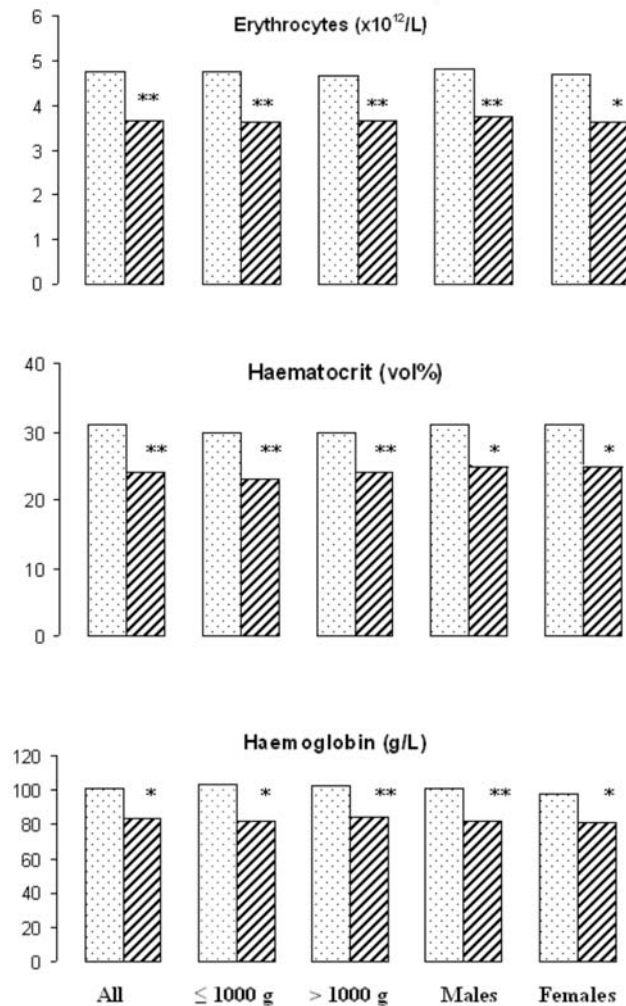 Erythrocytes (x10¹²/L)
6
5
4
3
2
1
0
** ** ** ** *
Haematocrit (vol%)
40
30
20
10
0
** ** ** * *
Haemoglobin (g/L)
120
100
80
60
40
20
0
* * ** ** *
All ≤ 1000 g > 1000 g Males Females